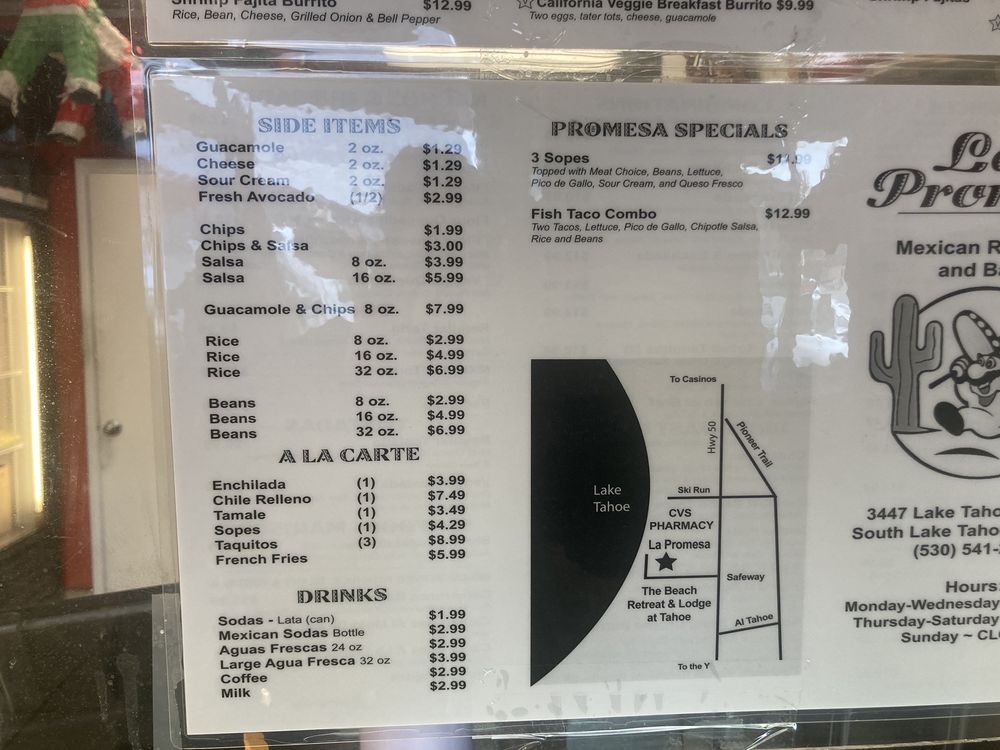 Shrimp Fajita Burrito $12.99
Rice, Bean, Cheese, Grilled Onion & Bell Pepper
California Veggie Breakfast Burrito $9.99
Two eggs, tater tots, cheese, guacamole
SIDE ITEMS
Guacamole 2 oz. $1.29
Cheese 2 oz. $1.29
Sour Cream 2 oz. $1.29
Fresh Avocado (1/2) $2.99
Chips $1.99
Chips & Salsa $3.00
Salsa 8 oz. $3.99
Salsa 16 oz. $5.99
Guacamole & Chips 8 oz. $7.99
Rice 8 oz. $2.99
Rice 16 oz. $4.99
Rice 32 oz. $6.99
Beans 8 oz. $2.99
Beans 16 oz. $4.99
Beans 32 oz. $6.99
A LA CARTE
Enchilada (1) $3.99
Chile Relleno (1) $7.49
Tamale (1) $3.49
Sopes (1) $4.29
Taquitos (3) $8.99
French Fries $5.99
DRINKS
Sodas - Lata (can) $1.99
Mexican Sodas Bottle $2.99
Aguas Frescas 24 oz $2.99
Large Agua Fresca 32 oz $3.99
Coffee $2.99
Milk $2.99
PROMESA SPECIALS
3 Sopes $11.99
Topped with Meat Choice, Beans, Lettuce,
Pico de Gallo, Sour Cream, and Queso Fresco
Fish Taco Combo $12.99
Two Tacos, Lettuce, Pico de Gallo, Chipotle Salsa,
Rice and Beans
To Casinos
Hwy 50
Pioneer Trail
Lake
Tahoe
Ski Run
CVS
PHARMACY
La Promesa
Safeway
The Beach
Retreat & Lodge
at Tahoe
Al Tahoe
To the Y
Mexican R
and Ba
3447 Lake Taho
South Lake Taho
(530) 541-
Hours:
Monday-Wednesday
Thursday-Saturday
Sunday ~ CL